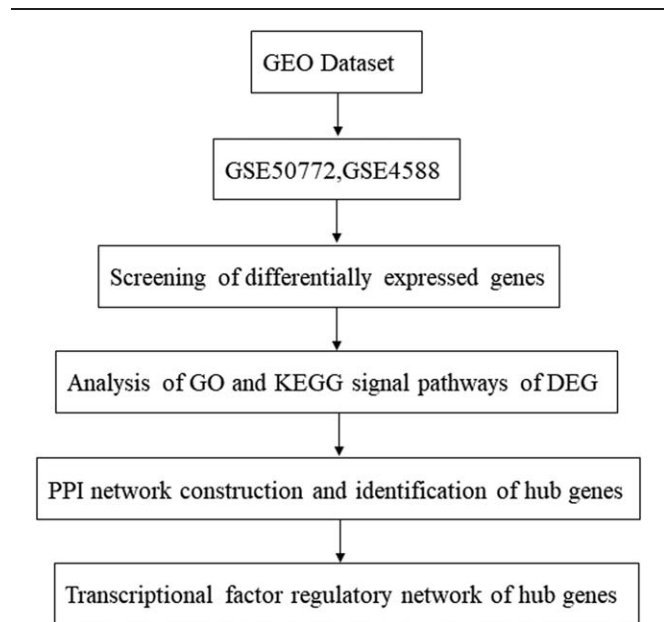 GEO Dataset
GSE50772,GSE4588
Screening of differentially expressed genes
Analysis of GO and KEGG signal pathways of DEG
PPI network construction and identification of hub genes
Transcriptional factor regulatory network of hub genes